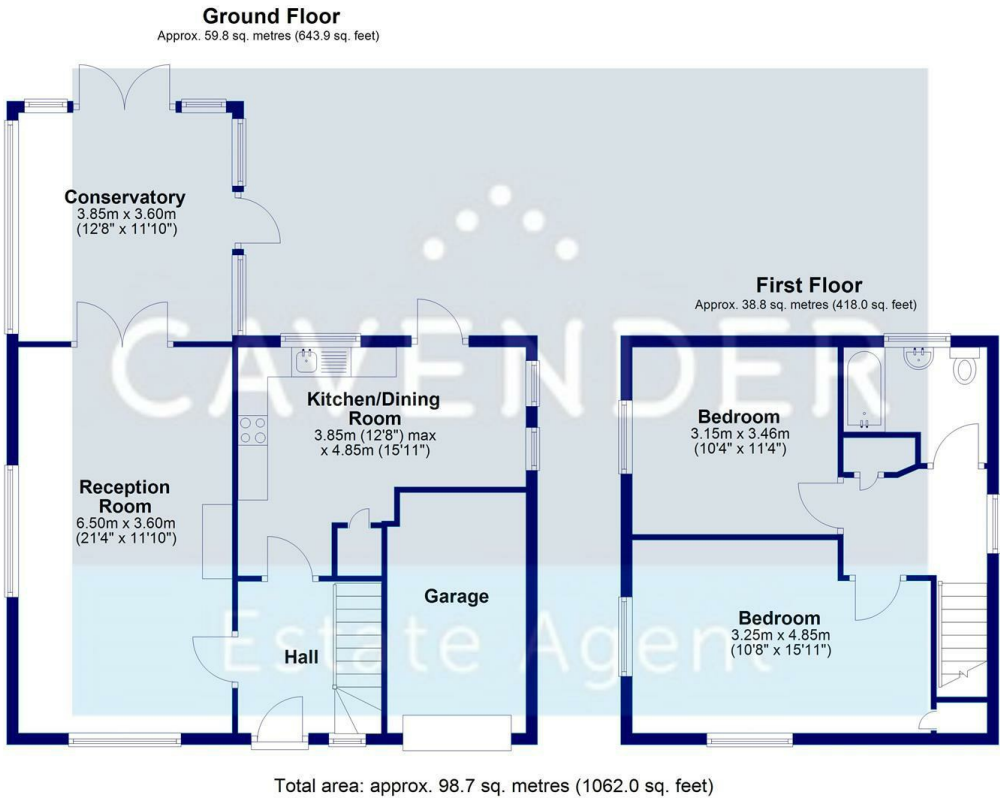 Ground Floor
Approx. 59.8 sq. metres (643.9 sq. feet)
Conservatory
3.85m x 3.60m
(12'8" x 11'10")
First Floor
Approx. 38.8 sq. metres (418.0 sq. feet)
CAVENDER
Kitchen/Dining
Room
3.85m (12'8") max
x 4.85m (15'11")
Bedroom
3.15m x 3.46m
(10'4" x 11'4")
Reception
Room
6.50m x 3.60m
(21'4" x 11'10")
Garage
Bedroom
3.25m x 4.85m
(10'8" x 15'11")
Hall
Estate Agent
Total area: approx. 98.7 sq. metres (1062.0 sq. feet)